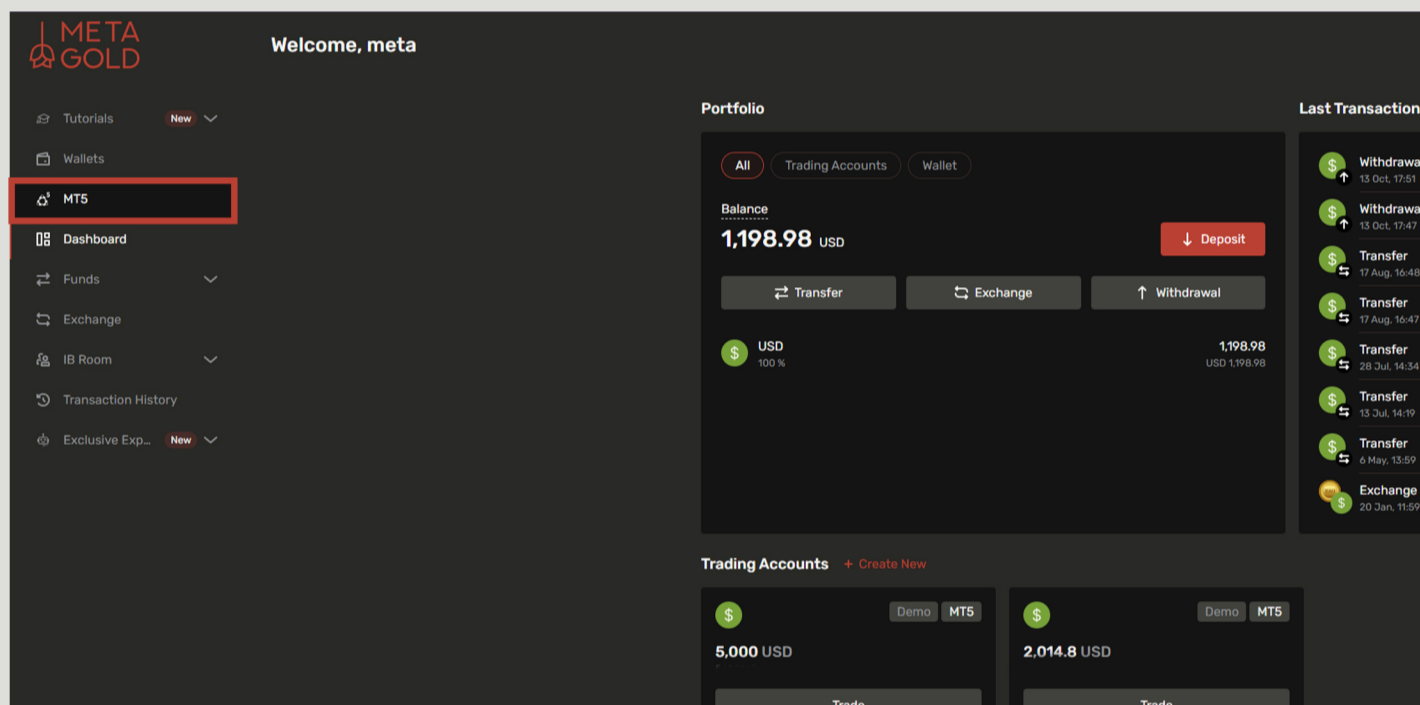 META
GOLD
Welcome, meta
Tutorials New
Wallets
MT5
Dashboard
Funds
Exchange
IB Room
Transaction History
Exclusive Exp... New
Portfolio
All Trading Accounts Wallet
Balance
1,198.98 USD
Deposit
Transfer Exchange Withdrawal
$ USD 1,198.98
100 % USD 1,198.98
Last Transaction
$ Withdrawa
13 Oct, 17:51
$ Withdrawa
13 Oct, 17:47
$ Transfer
17 Aug, 16:48
$ Transfer
17 Aug, 16:47
$ Transfer
28 Jul, 14:34
$ Transfer
13 Jul, 14:19
$ Transfer
6 May, 13:59
$ Exchange
20 Jan, 11:59
Trading Accounts + Create New
$ Demo MT5
5,000 USD
Trade
$ Demo MT5
2,014.8 USD
Trade